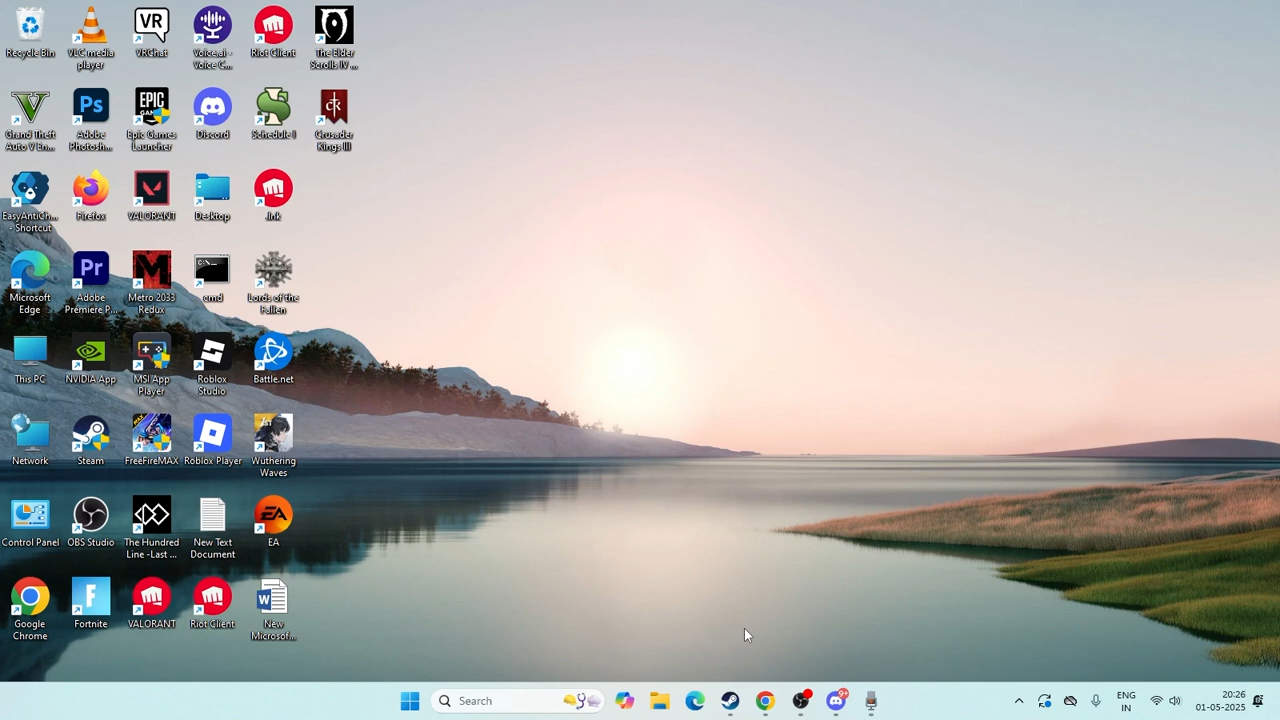 Recycle Bin
VLC media
player
VRChat
Voice.ai -
Voice C...
Riot Client
The Elder
Scrolls IV ...
Grand Theft
Auto V En...
Adobe
Photosh...
Epic Games
Launcher
Discord
Schedule I
Crusader
Kings III
EasyAntiCh...
- Shortcut
Firefox
VALORANT
Desktop
.lnk
Microsoft
Edge
Adobe
Premiere P...
Metro 2033
Redux
cmd
Lords of the
Fallen
This PC
NVIDIA App
MSI App
Player
Roblox
Studio
Battle.net
Network
Steam
FreeFireMAX
Roblox Player
Wuthering
Waves
Control Panel
OBS Studio
The Hundred
Line -Last ...
New Text
Document
EA
Google
Chrome
Fortnite
VALORANT
Riot Client
New
Microsof...
Search
9+
ENG
IN
20:26
01-05-2025